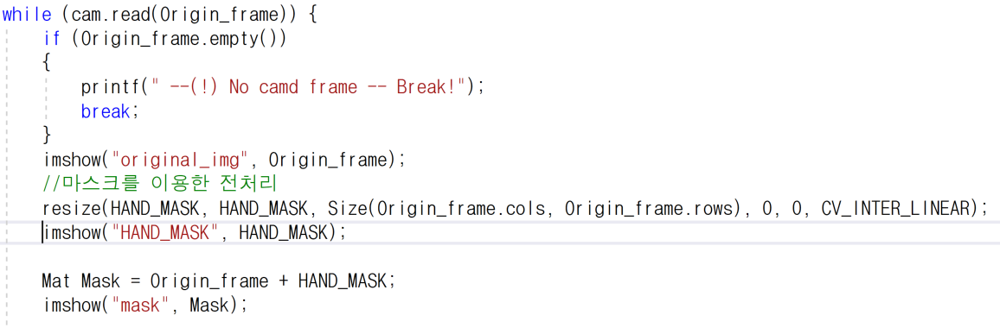 while (cam.read(Origin_frame)) {
if (Origin_frame.empty())
{
printf(" --(!) No camd frame -- Break!");
break;
}
imshow("original_img", Origin_frame);
//마스크를 이용한 전처리
resize(HAND_MASK, HAND_MASK, Size(Origin_frame.cols, Origin_frame.rows), 0, 0, CV_INTER_LINEAR);
imshow("HAND_MASK", HAND_MASK);
Mat Mask = Origin_frame + HAND_MASK;
imshow("mask", Mask);